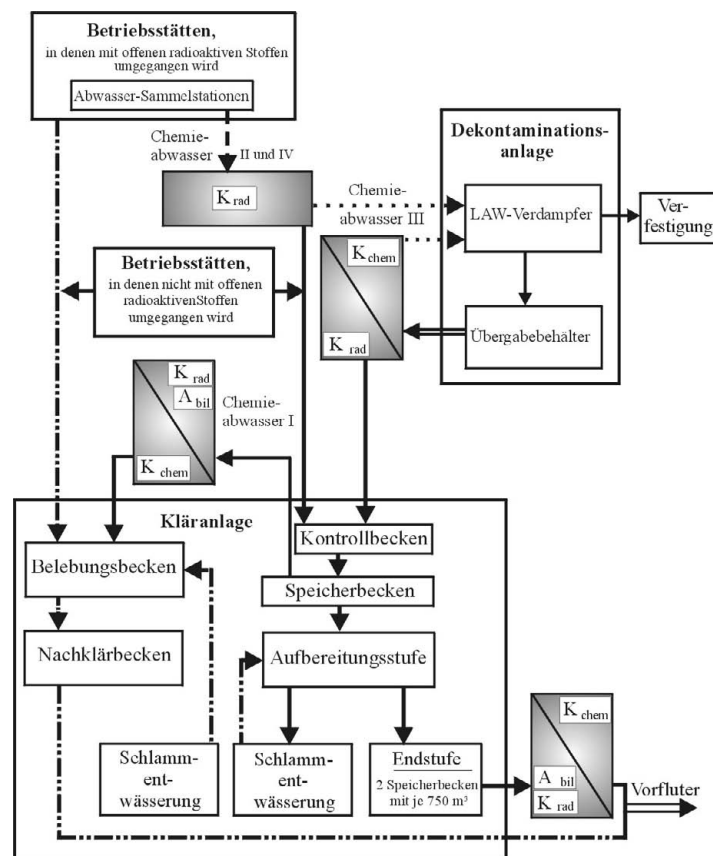 Betriebsstätten,
in denen mit offenen radioaktiven Stoffen
umgegangen wird
Abwasser-Sammelstationen
Chemie-
abwasser II und IV
K rad
Chemie-
abwasser III
Dekontaminations-
anlage
LAW-Verdampfer
Ver-
festigung
Übergabebehälter
Betriebsstätten,
in denen nicht mit offenen
radioaktivenStoffen
umgegangen wird
K chem
K rad
K rad
A bil
K chem
Chemie-
abwasser I
Kläranlage
Kontrollbecken
Belebungsbecken
Speicherbecken
Nachklärbecken
Aufbereitungsstufe
Schlamm-
ent-
wässerung
Schlamm-
ent-
wässerung
Endstufe
2 Speicherbecken
mit je 750 m³
K chem
A bil
K rad
Vorfluter